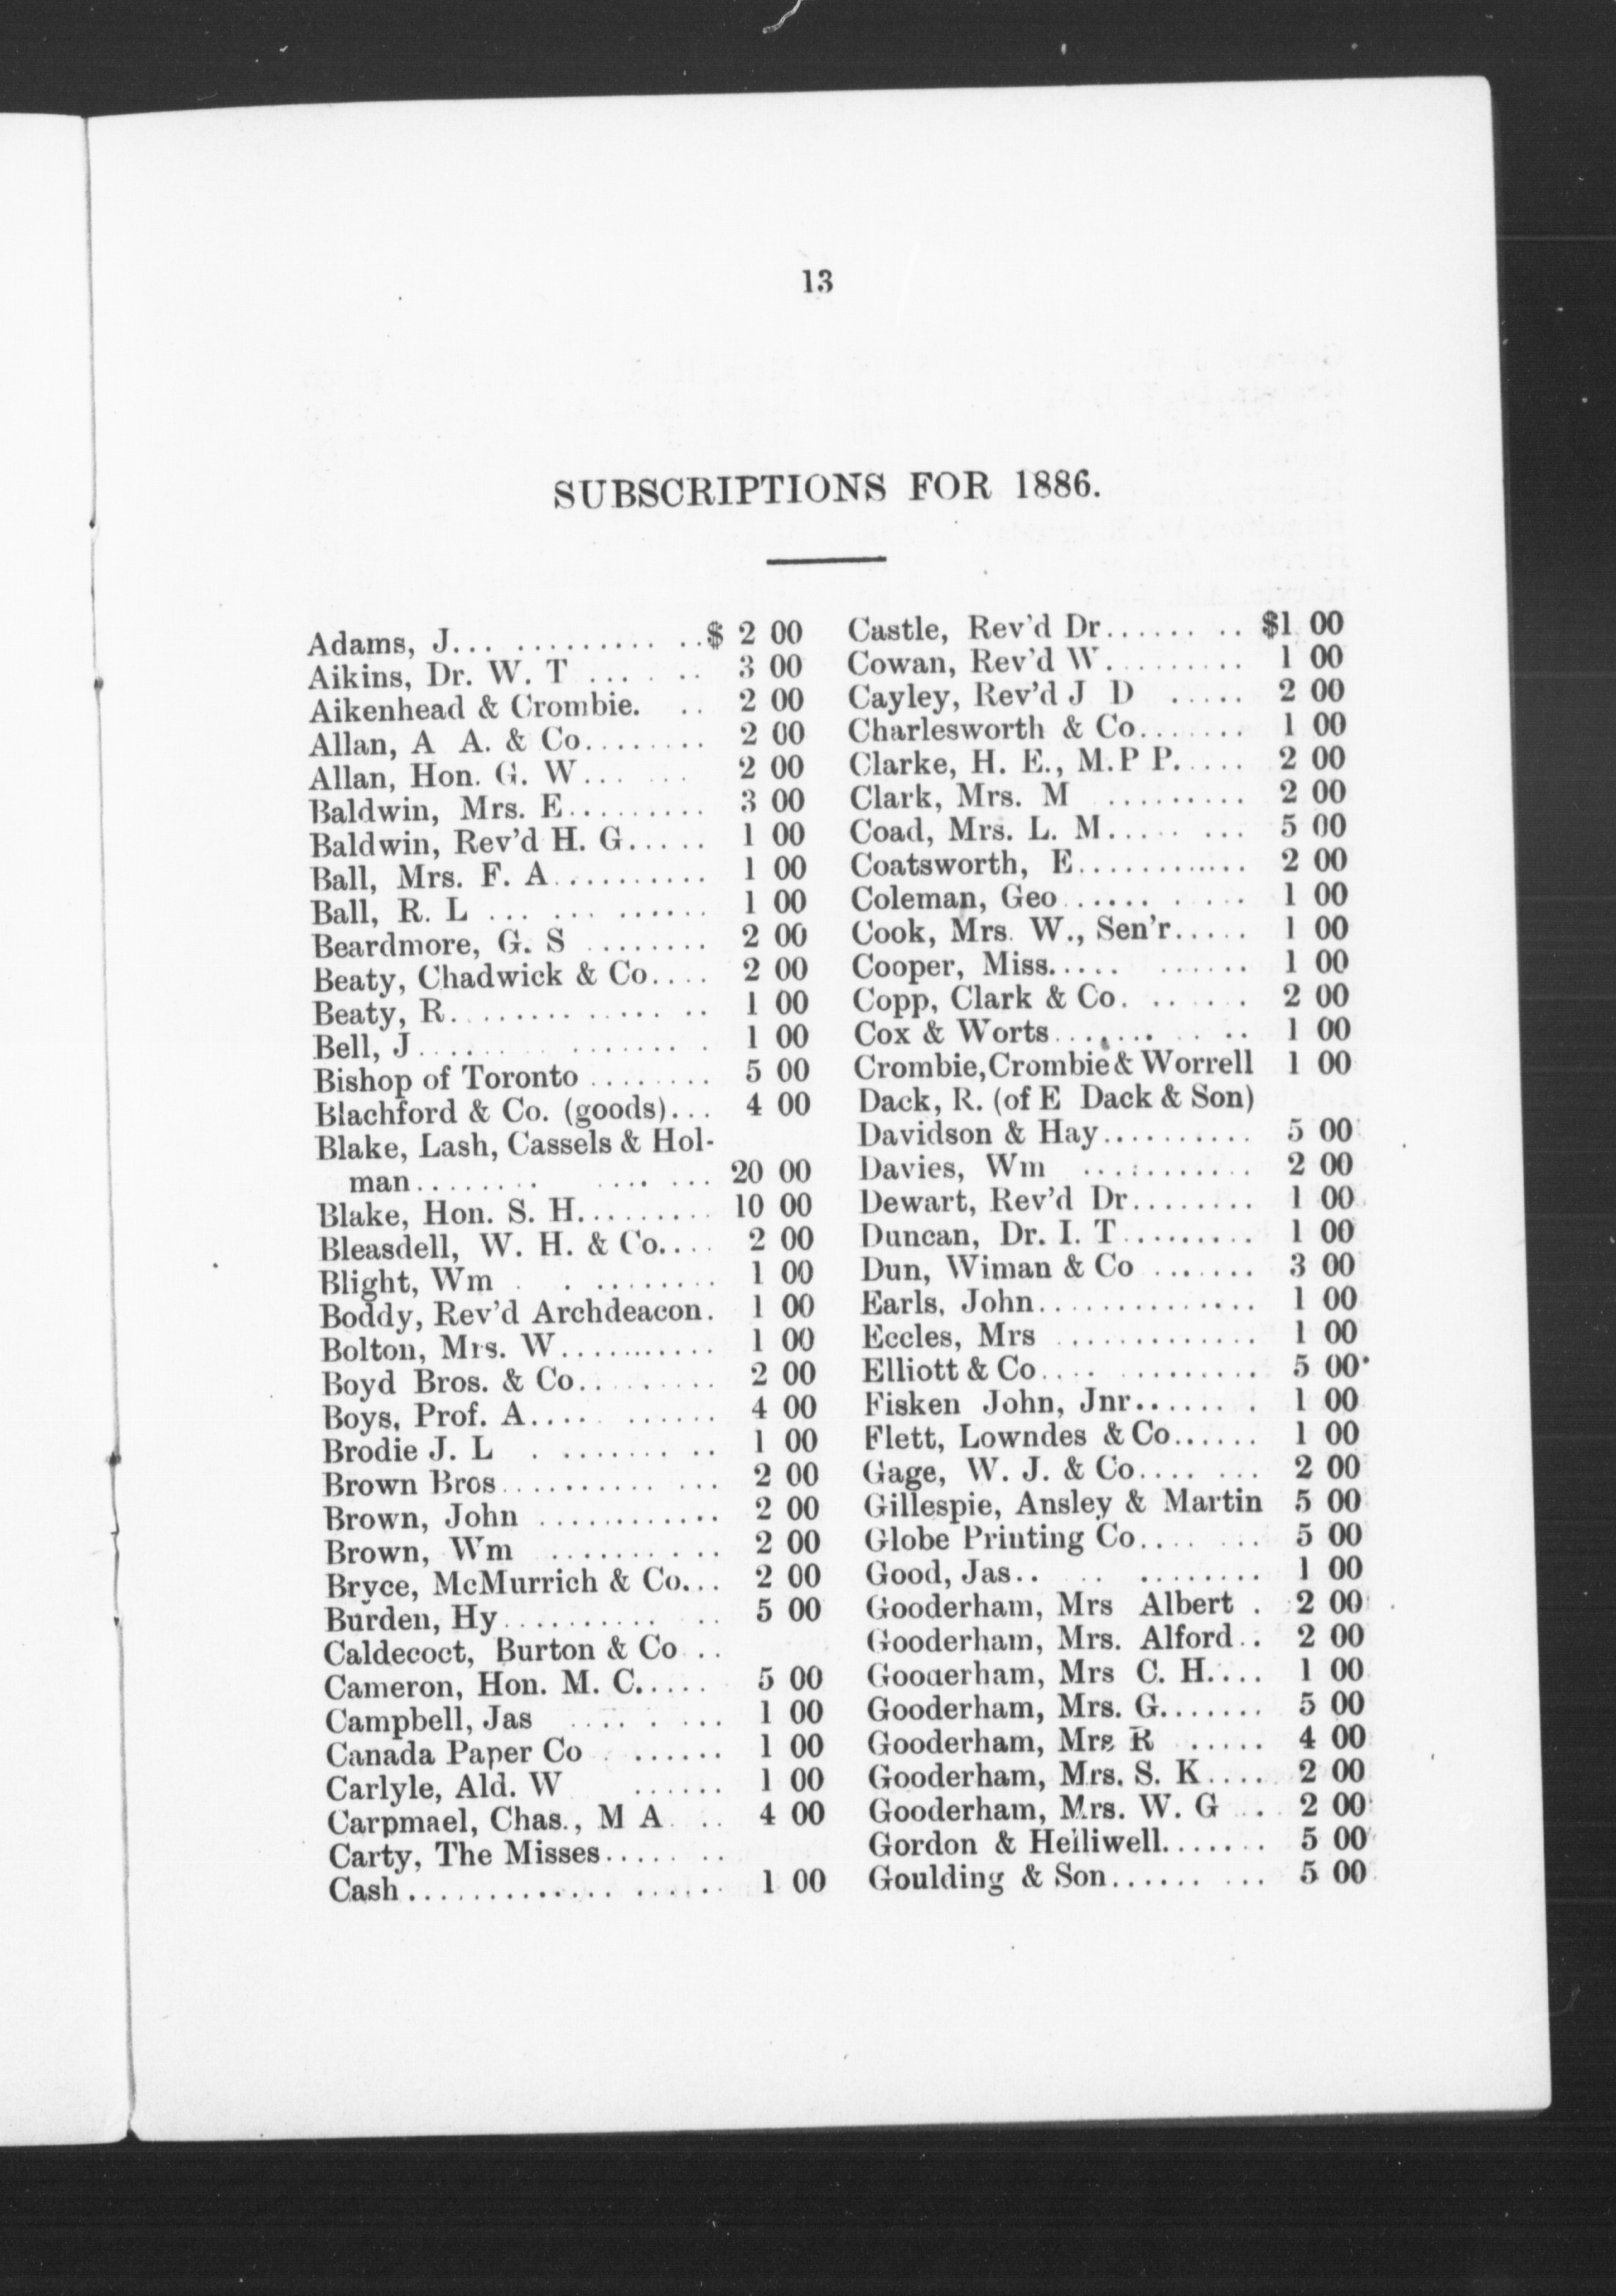 13
SUBSCRIPTIONS FOR 1886.
Adams, J..............$ 2 00
Aikins, Dr. W. T ...... 3 00
Aikenhead & Crombie. .. 2 00
Allan, A A. & Co........ 2 00
Allan, Hon. G. W...... 2 00
Baldwin, Mrs. E......... 3 00
Baldwin, Rev'd H. G..... 1 00
Ball, Mrs. F. A.......... 1 00
Ball, R. L ............ 1 00
Beardmore, G. S ........ 2 00
Beaty, Chadwick & Co.... 2 00
Beaty, R............... 1 00
Bell, J............... 1 00
Bishop of Toronto ........ 5 00
Blachford & Co. (goods)... 4 00
Blake, Lash, Cassels & Hol-
man............... 20 00
Blake, Hon. S. H......... 10 00
Bleasdell, W. H. & Co.... 2 00
Blight, Wm .......... 1 00
Boddy, Rev'd Archdeacon. 1 00
Bolton, Mrs. W........... 1 00
Boyd Bros. & Co......... 2 00
Boys, Prof. A.......... 4 00
Brodie J. L .......... 1 00
Brown Bros.............. 2 00
Brown, John ............ 2 00
Brown, Wm .......... 2 00
Bryce, McMurrich & Co... 2 00
Burden, Hy............ 5 00
Caldecoct, Burton & Co ..
Cameron, Hon. M. C..... 5 00
Campbell, Jas ........ 1 00
Canada Paper Co ....... 1 00
Carlyle, Ald. W ...... 1 00
Carpmael, Chas., M A. .. 4 00
Carty, The Misses.......
Cash................... 1 00
Castle, Rev'd Dr........ $1 00
Cowan, Rev'd W......... 1 00
Cayley, Rev'd J D ..... 2 00
Charlesworth & Co....... 1 00
Clarke, H. E., M.P P..... 2 00
Clark, Mrs. M ......... 2 00
Coad, Mrs. L. M........ 5 00
Coatsworth, E............ 2 00
Coleman, Geo........... 1 00
Cook, Mrs. W., Sen'r..... 1 00
Cooper, Miss........... 1 00
Copp, Clark & Co....... 2 00
Cox & Worts.......... 1 00
Crombie,Crombie & Worrell 1 00
Dack, R. (of E Dack & Son)
Davidson & Hay.......... 5 00
Davies, Wm ........... 2 00
Dewart, Rev'd Dr........ 1 00
Duncan, Dr. I. T......... 1 00
Dun, Wiman & Co ....... 3 00
Earls, John.............. 1 00
Eccles, Mrs ............. 1 00
Elliott & Co............. 5 00
Fisken John, Jnr....... 1 00
Flett, Lowndes & Co...... 1 00
Gage, W. J. & Co....... 2 00
Gillespie, Ansley & Martin 5 00
Globe Printing Co....... 5 00
Good, Jas........... 1 00
Gooderham, Mrs Albert . 2 00
Gooderham, Mrs. Alford.. 2 00
Gooderham, Mrs C. H.... 1 00
Gooderham, Mrs. G....... 5 00
Gooderham, Mrs R ..... 4 00
Gooderham, Mrs. S. K.... 2 00
Gooderham, Mrs. W. G .. 2 00
Gordon & Helliwell....... 5 00
Goulding & Son......... 5 00